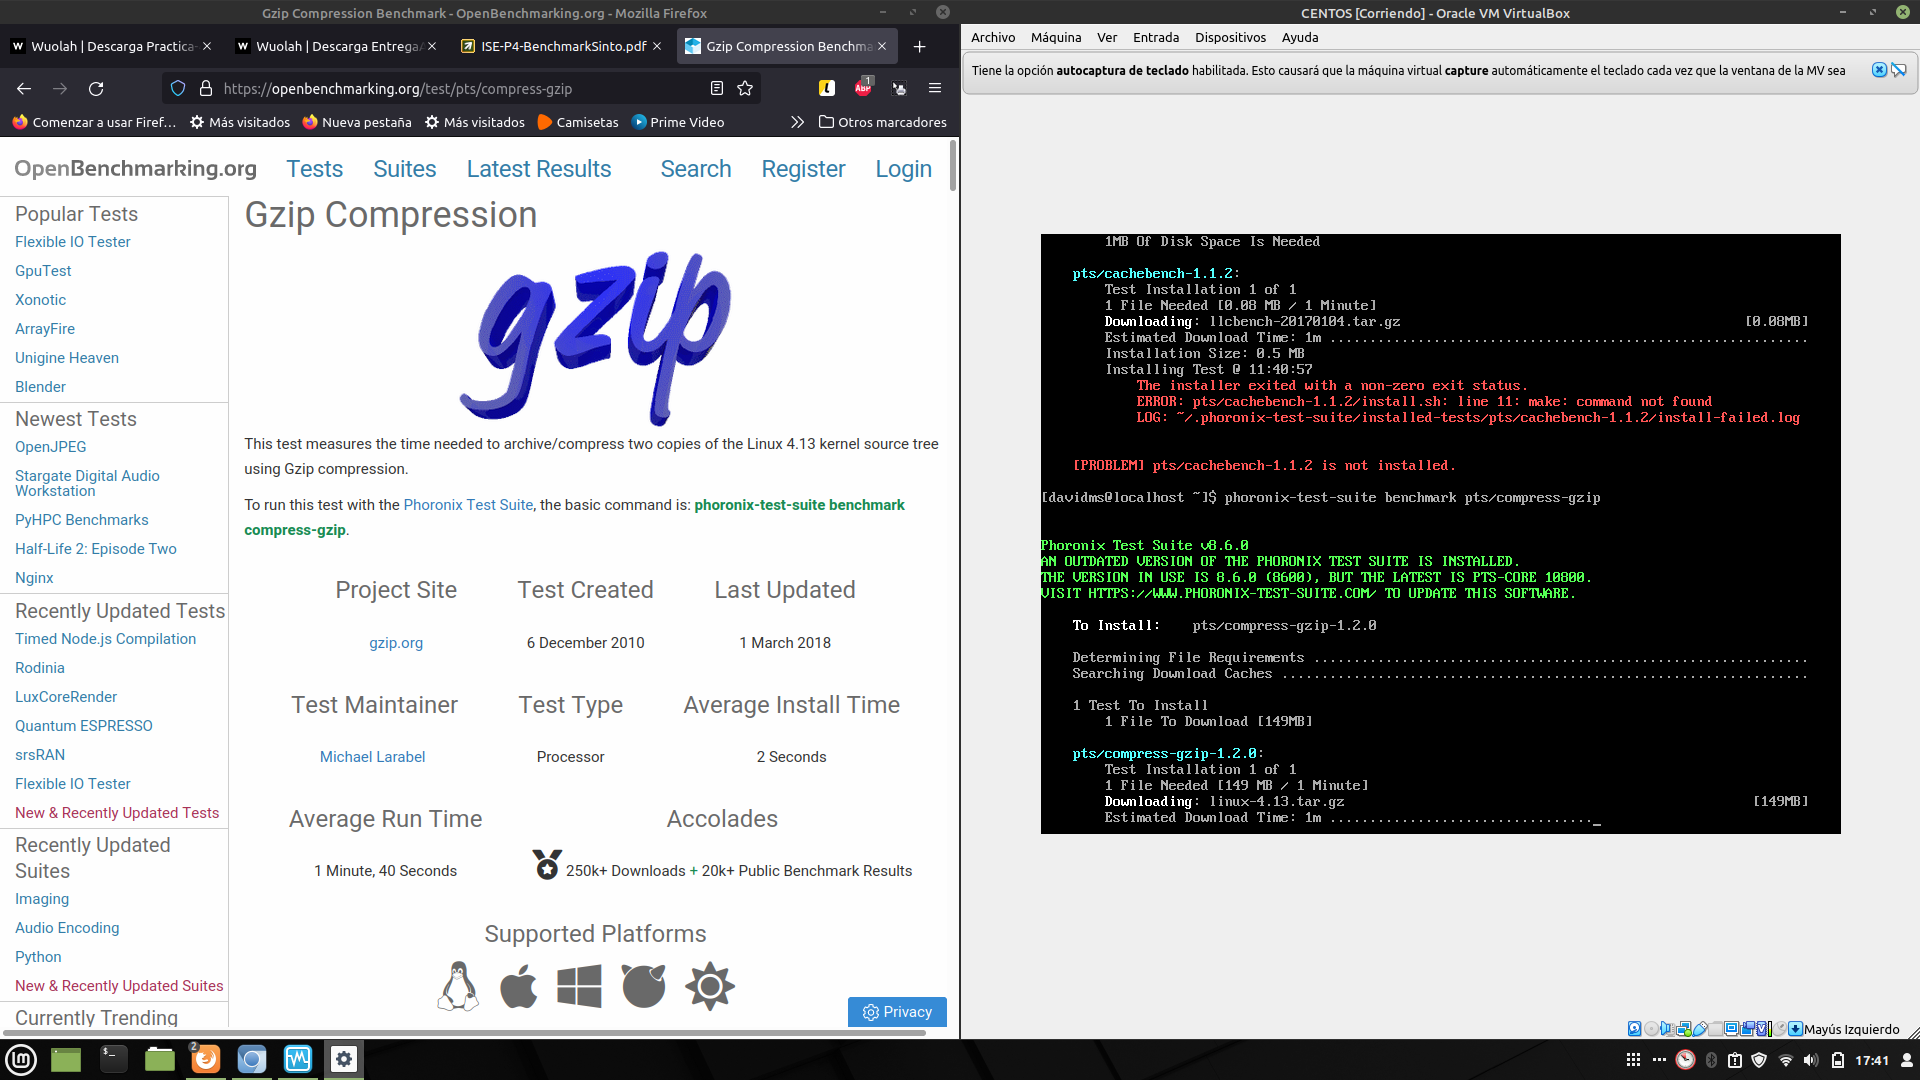 Gzip Compression Benchmark - OpenBenchmarking.org - Mozilla Firefox
W Wuolah | Descarga Practica-
W Wuolah | Descarga Entrega
ISE-P4-BenchmarkSinto.pdf
Gzip Compression Benchma
https://openbenchmarking.org/test/pts/compress-gzip
ABP
1
Comenzar a usar Firef…
Más visitados
Nueva pestaña
Más visitados
Camisetas
Prime Video
Otros marcadores
OpenBenchmarking.org
Tests
Suites
Latest Results
Search
Register
Login
Popular Tests
Flexible IO Tester
GpuTest
Xonotic
ArrayFire
Unigine Heaven
Blender
Newest Tests
OpenJPEG
Stargate Digital Audio
Workstation
PyHPC Benchmarks
Half-Life 2: Episode Two
Nginx
Recently Updated Tests
Timed Node.js Compilation
Rodinia
LuxCoreRender
Quantum ESPRESSO
srsRAN
Flexible IO Tester
New & Recently Updated Tests
Recently Updated
Suites
Imaging
Audio Encoding
Python
New & Recently Updated Suites
Currently Trending
Gzip Compression
gzip
This test measures the time needed to archive/compress two copies of the Linux 4.13 kernel source tree
using Gzip compression.
To run this test with the Phoronix Test Suite, the basic command is: phoronix-test-suite benchmark
compress-gzip.
Project Site
Test Created
Last Updated
gzip.org
6 December 2010
1 March 2018
Test Maintainer
Test Type
Average Install Time
Michael Larabel
Processor
2 Seconds
Average Run Time
Accolades
1 Minute, 40 Seconds
250k+ Downloads + 20k+ Public Benchmark Results
Supported Platforms
Privacy
CENTOS [Corriendo] - Oracle VM VirtualBox
Archivo Máquina Ver Entrada Dispositivos Ayuda
Tiene la opción autocaptura de teclado habilitada. Esto causará que la máquina virtual capture automáticamente el teclado cada vez que la ventana de la MV sea
1MB Of Disk Space Is Needed
pts/cachebench-1.1.2:
Test Installation 1 of 1
1 File Needed [0.08 MB / 1 Minute]
Downloading: llcbench-20170104.tar.gz [0.08MB]
Estimated Download Time: 1m ............................................................
Installation Size: 0.5 MB
Installing Test @ 11:40:57
The installer exited with a non-zero exit status.
ERROR: pts/cachebench-1.1.2/install.sh: line 11: make: command not found
LOG: ~/.phoronix-test-suite/installed-tests/pts/cachebench-1.1.2/install-failed.log
[PROBLEM] pts/cachebench-1.1.2 is not installed.
[davidms@localhost ~]$ phoronix-test-suite benchmark pts/compress-gzip
Phoronix Test Suite v8.6.0
AN OUTDATED VERSION OF THE PHORONIX TEST SUITE IS INSTALLED.
THE VERSION IN USE IS 8.6.0 (8600), BUT THE LATEST IS PTS-CORE 10800.
VISIT HTTPS://WWW.PHORONIX-TEST-SUITE.COM/ TO UPDATE THIS SOFTWARE.
To Install: pts/compress-gzip-1.2.0
Determining File Requirements ..............................................................
Searching Download Caches ..................................................................
1 Test To Install
1 File To Download [149MB]
pts/compress-gzip-1.2.0:
Test Installation 1 of 1
1 File Needed [149 MB / 1 Minute]
Downloading: linux-4.13.tar.gz [149MB]
Estimated Download Time: 1m ................................._
Mayús Izquierdo
2
17:41